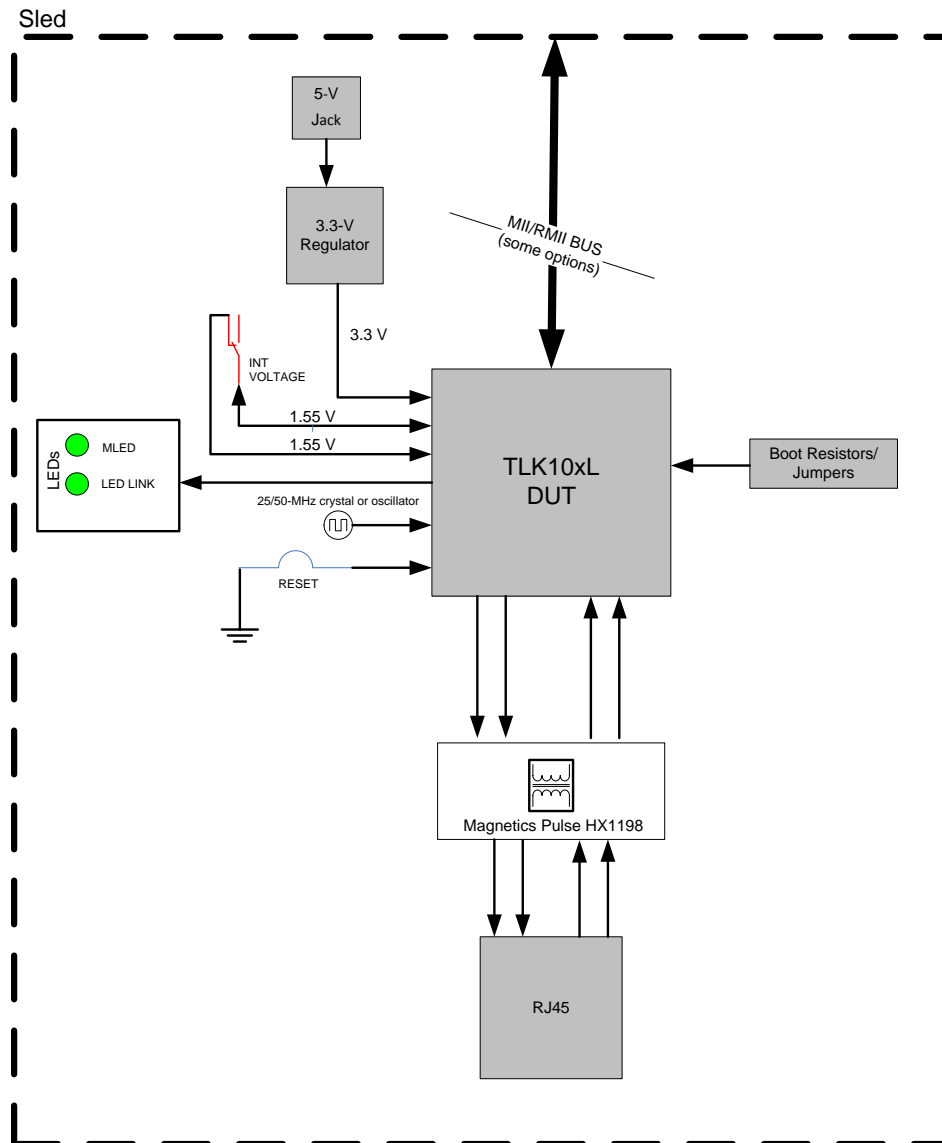 Sled
5-V
Jack
3.3-V
Regulator
MII/RMII BUS
(some options)
3.3 V
INT
VOLTAGE
1.55 V
1.55 V
LEDs
MLED
LED LINK
TLK10xL
DUT
Boot Resistors/
Jumpers
25/50-MHz crystal or oscillator
RESET
Magnetics Pulse HX1198
RJ45